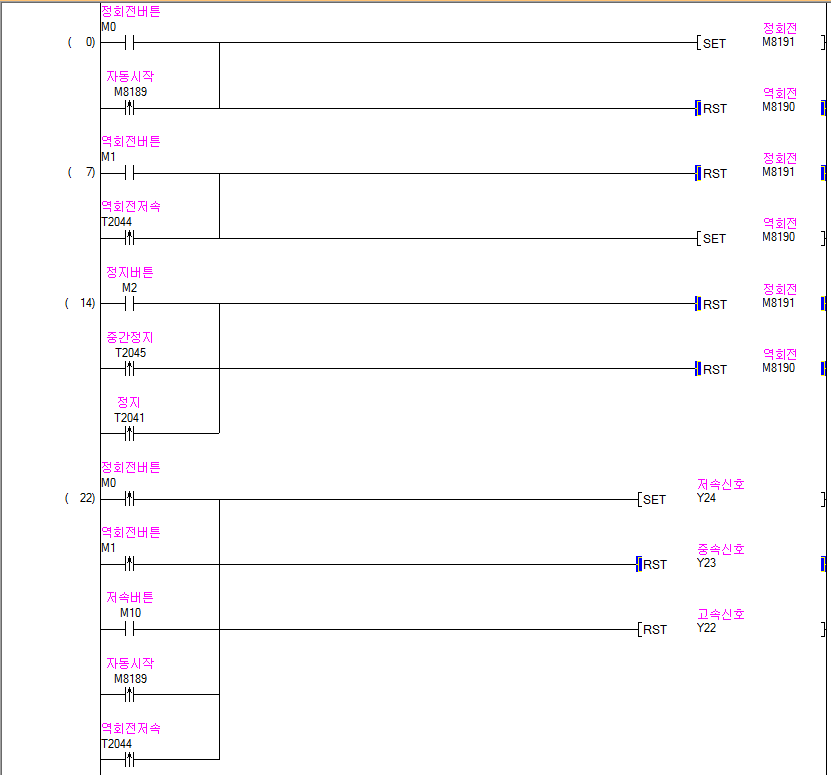 정회전버튼
M0
정회전
( 0)
SET M8191
자동시작
M8189
역회전
RST M8190
역회전버튼
M1
정회전
( 7)
RST M8191
역회전저속
T2044
역회전
SET M8190
정지버튼
M2
정회전
( 14)
RST M8191
중간정지
T2045
역회전
RST M8190
정지
T2041
정회전버튼
M0
저속신호
( 22)
SET Y24
역회전버튼
M1
중속신호
RST Y23
저속버튼
M10
고속신호
RST Y22
자동시작
M8189
역회전저속
T2044